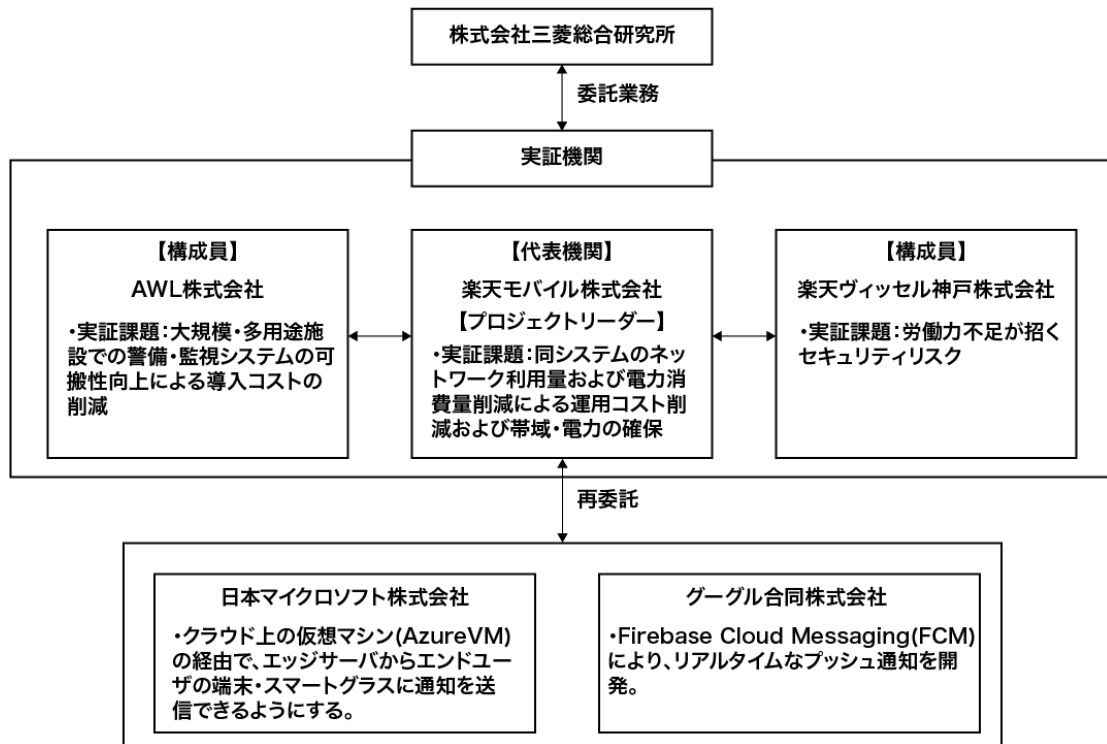 株式会社三菱総合研究所
委託業務
実証機関
【構成員】
AWL株式会社
・実証課題：大規模・多用途施
設での警備・監視システムの可
搬性向上による導入コストの
削減
【代表機関】
楽天モバイル株式会社
【プロジェクトリーダー】
・実証課題：同システムのネッ
トワーク利用量および電力消
費量削減による運用コスト削
減および帯域・電力の確保
【構成員】
楽天ヴィッセル神戸株式会社
・実証課題：労働力不足が招く
セキュリティリスク
再委託
日本マイクロソフト株式会社
・クラウド上の仮想マシン(AzureVM)
の経由で、エッジサーバからエンドユー
ザの端末・スマートグラスに通知を送
信できるようにする。
グーグル合同株式会社
・Firebase Cloud Messaging(FCM)
により、リアルタイムなプッシュ通知を開
発。